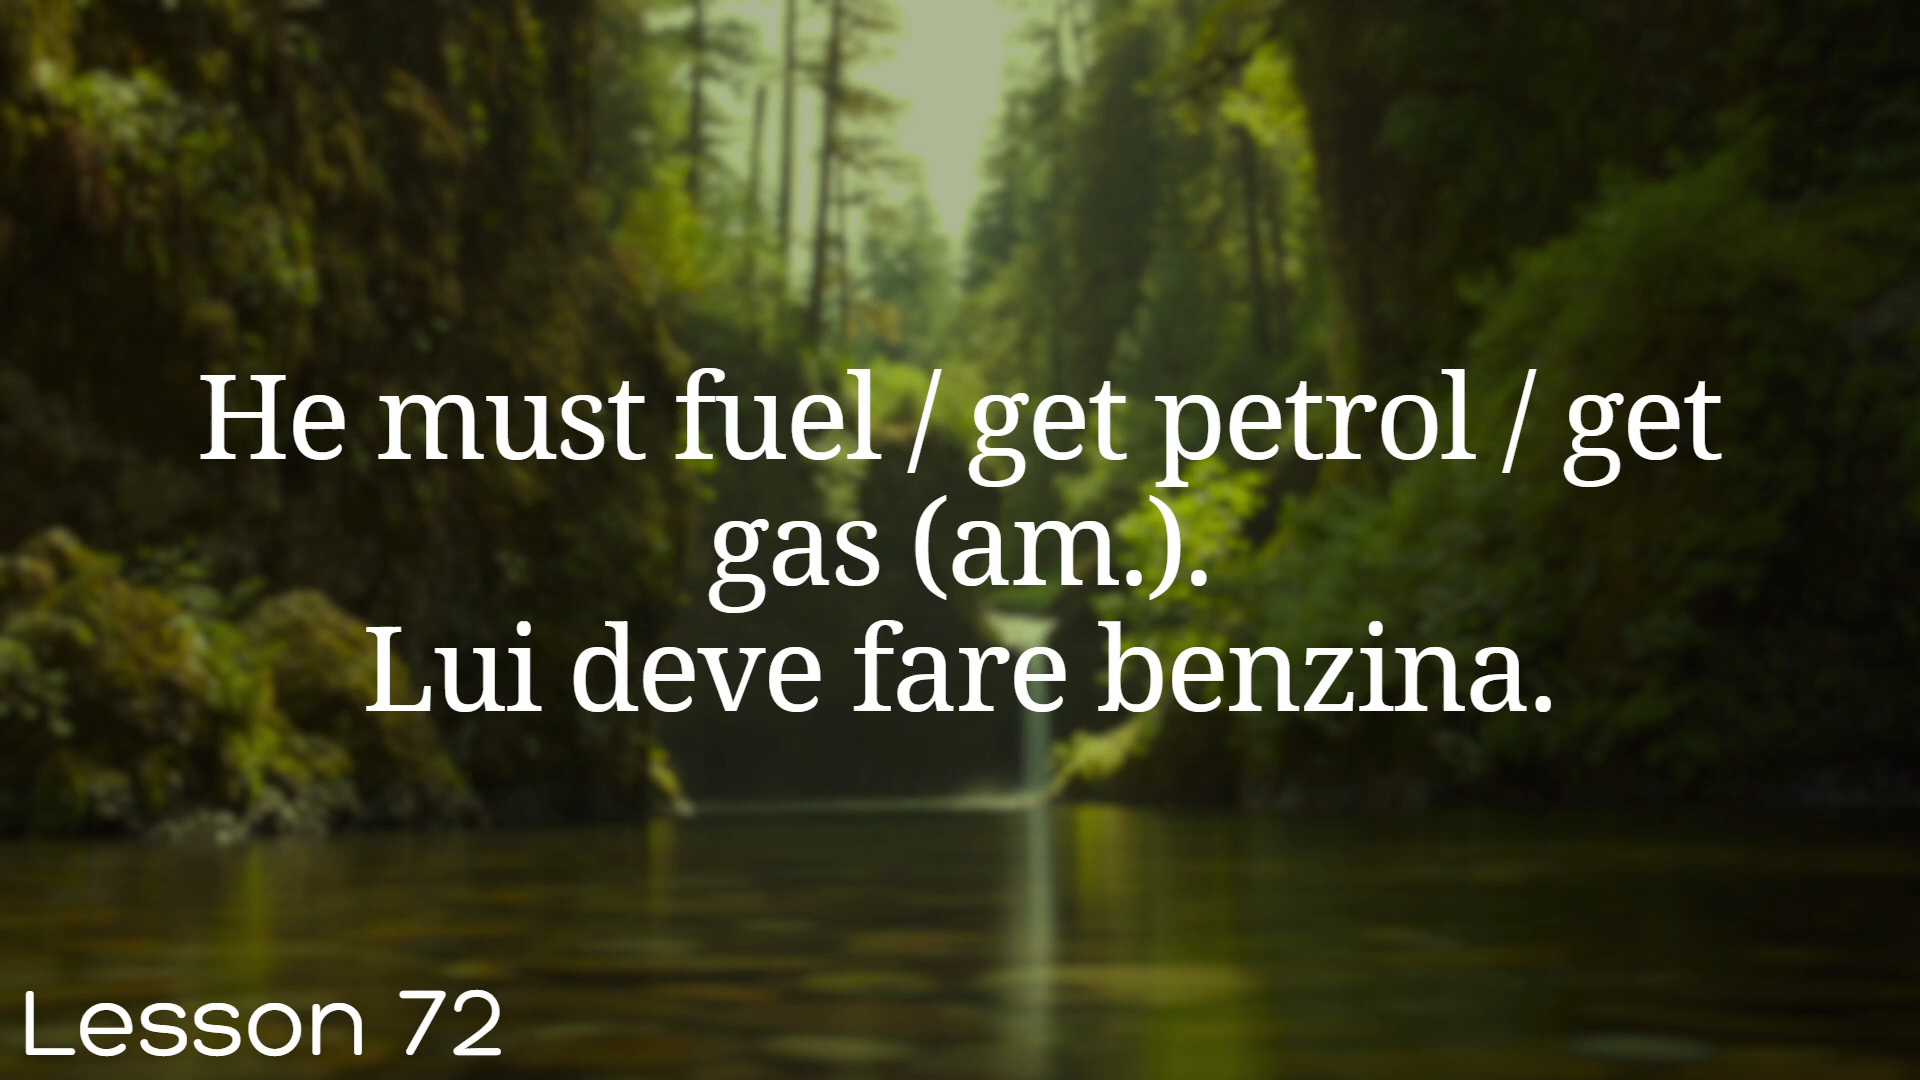 He must fuel / get petrol / get
gas (am.).
Lui deve fare benzina.
Lesson 72